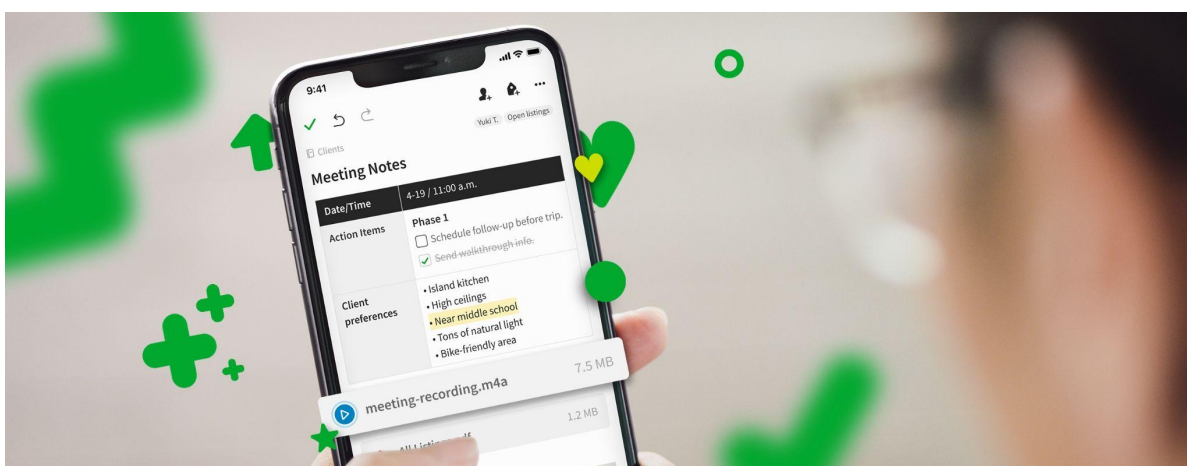 9:41
Yuki T. Open listings
Clients
Meeting Notes
Date/Time 4-19 / 11:00 a.m.
Action Items
Phase 1
Schedule follow-up before trip.
Send walkthrough info.
Client
preferences
• Island kitchen
• High ceilings
• Near middle school
• Tons of natural light
• Bike-friendly area
meeting-recording.m4a 7.5 MB
All 1.2 MB